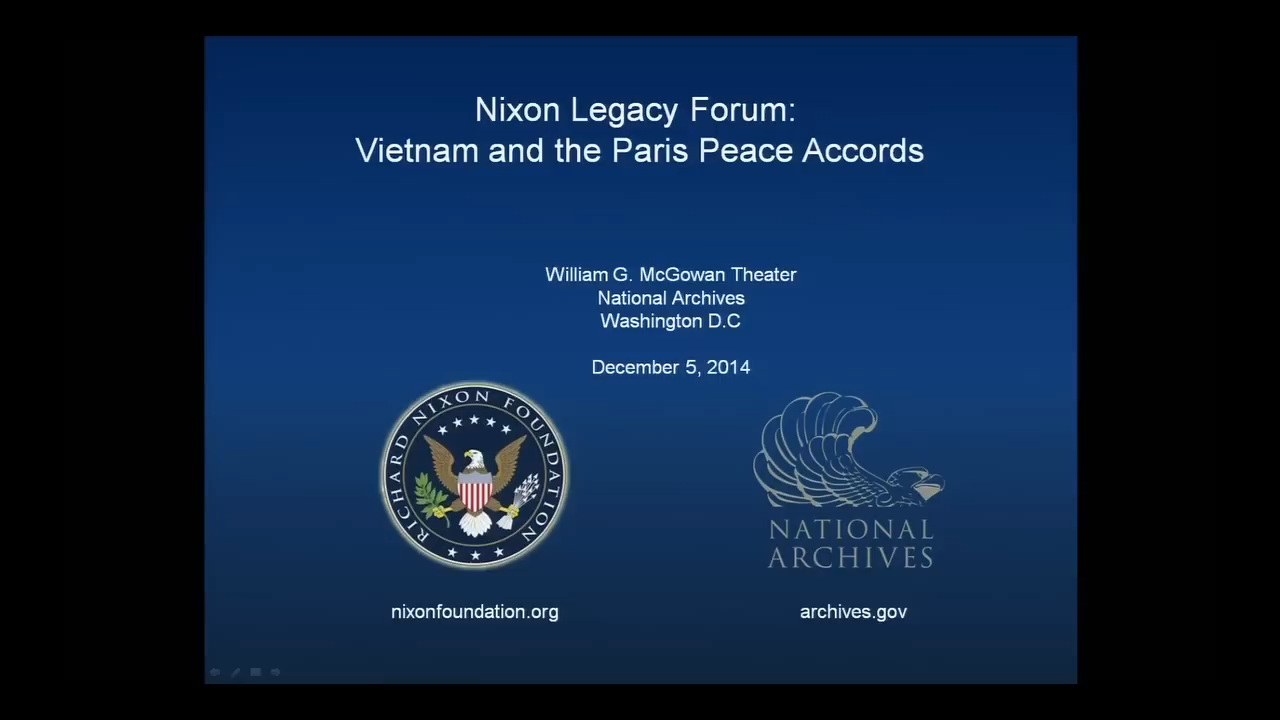 Nixon Legacy Forum:
Vietnam and the Paris Peace Accords
William G. McGowan Theater
National Archives
Washington D.C
December 5, 2014
RICHARD NIXON FOUNDATION
NATIONAL
ARCHIVES
nixonfoundation.org
archives.gov